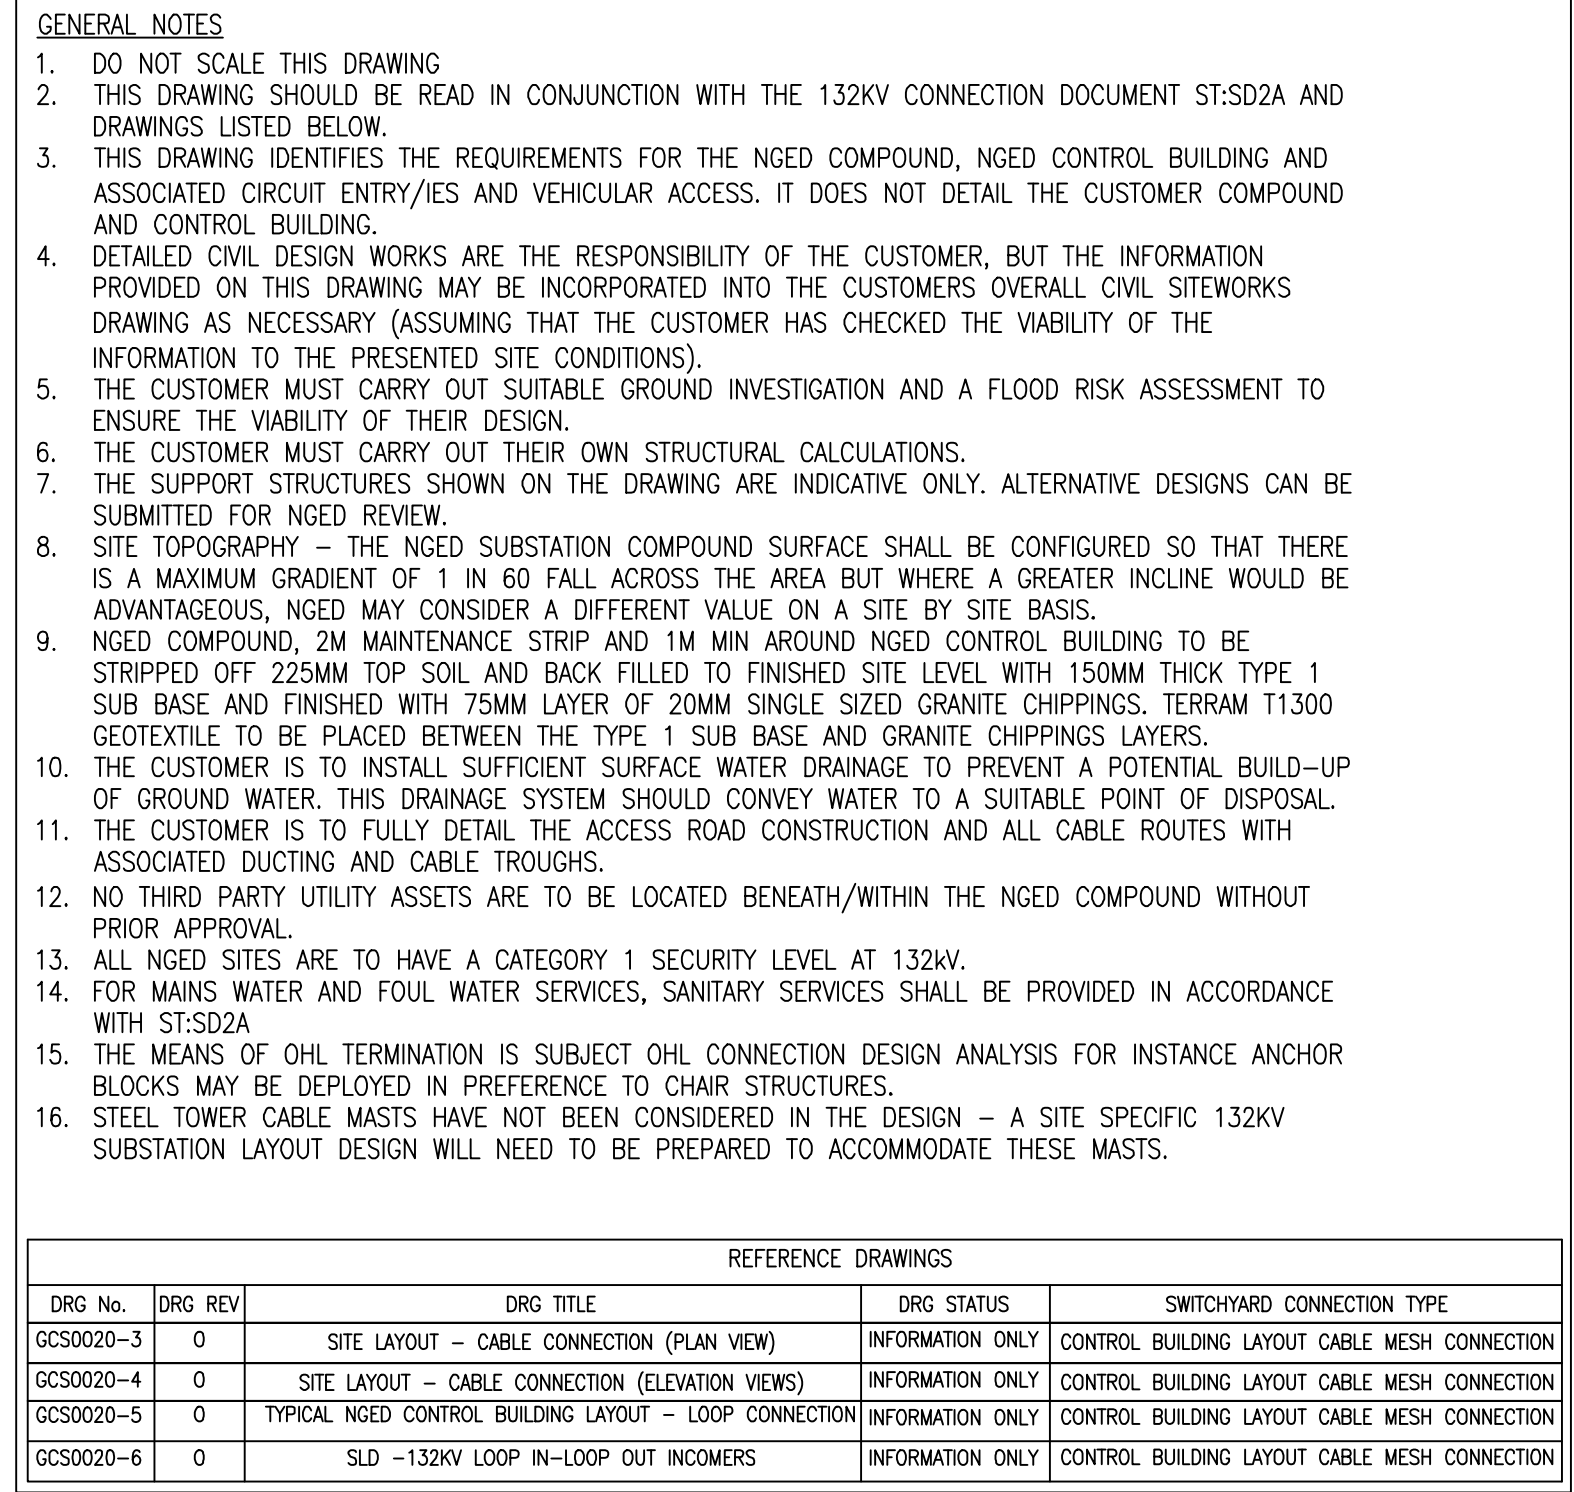 GENERAL NOTES
1. DO NOT SCALE THIS DRAWING
2. THIS DRAWING SHOULD BE READ IN CONJUNCTION WITH THE 132KV CONNECTION DOCUMENT ST:SD2A AND
DRAWINGS LISTED BELOW.
3. THIS DRAWING IDENTIFIES THE REQUIREMENTS FOR THE NGED COMPOUND, NGED CONTROL BUILDING AND
ASSOCIATED CIRCUIT ENTRY/IES AND VEHICULAR ACCESS. IT DOES NOT DETAIL THE CUSTOMER COMPOUND
AND CONTROL BUILDING.
4. DETAILED CIVIL DESIGN WORKS ARE THE RESPONSIBILITY OF THE CUSTOMER, BUT THE INFORMATION
PROVIDED ON THIS DRAWING MAY BE INCORPORATED INTO THE CUSTOMERS OVERALL CIVIL SITEWORKS
DRAWING AS NECESSARY (ASSUMING THAT THE CUSTOMER HAS CHECKED THE VIABILITY OF THE
INFORMATION TO THE PRESENTED SITE CONDITIONS).
5. THE CUSTOMER MUST CARRY OUT SUITABLE GROUND INVESTIGATION AND A FLOOD RISK ASSESSMENT TO
ENSURE THE VIABILITY OF THEIR DESIGN.
6. THE CUSTOMER MUST CARRY OUT THEIR OWN STRUCTURAL CALCULATIONS.
7. THE SUPPORT STRUCTURES SHOWN ON THE DRAWING ARE INDICATIVE ONLY. ALTERNATIVE DESIGNS CAN BE
SUBMITTED FOR NGED REVIEW.
8. SITE TOPOGRAPHY – THE NGED SUBSTATION COMPOUND SURFACE SHALL BE CONFIGURED SO THAT THERE
IS A MAXIMUM GRADIENT OF 1 IN 60 FALL ACROSS THE AREA BUT WHERE A GREATER INCLINE WOULD BE
ADVANTAGEOUS, NGED MAY CONSIDER A DIFFERENT VALUE ON A SITE BY SITE BASIS.
9. NGED COMPOUND, 2M MAINTENANCE STRIP AND 1M MIN AROUND NGED CONTROL BUILDING TO BE
STRIPPED OFF 225MM TOP SOIL AND BACK FILLED TO FINISHED SITE LEVEL WITH 150MM THICK TYPE 1
SUB BASE AND FINISHED WITH 75MM LAYER OF 20MM SINGLE SIZED GRANITE CHIPPINGS. TERRAM T1300
GEOTEXTILE TO BE PLACED BETWEEN THE TYPE 1 SUB BASE AND GRANITE CHIPPINGS LAYERS.
10. THE CUSTOMER IS TO INSTALL SUFFICIENT SURFACE WATER DRAINAGE TO PREVENT A POTENTIAL BUILD–UP
OF GROUND WATER. THIS DRAINAGE SYSTEM SHOULD CONVEY WATER TO A SUITABLE POINT OF DISPOSAL.
11. THE CUSTOMER IS TO FULLY DETAIL THE ACCESS ROAD CONSTRUCTION AND ALL CABLE ROUTES WITH
ASSOCIATED DUCTING AND CABLE TROUGHS.
12. NO THIRD PARTY UTILITY ASSETS ARE TO BE LOCATED BENEATH/WITHIN THE NGED COMPOUND WITHOUT
PRIOR APPROVAL.
13. ALL NGED SITES ARE TO HAVE A CATEGORY 1 SECURITY LEVEL AT 132kV.
14. FOR MAINS WATER AND FOUL WATER SERVICES, SANITARY SERVICES SHALL BE PROVIDED IN ACCORDANCE
WITH ST:SD2A
15. THE MEANS OF OHL TERMINATION IS SUBJECT OHL CONNECTION DESIGN ANALYSIS FOR INSTANCE ANCHOR
BLOCKS MAY BE DEPLOYED IN PREFERENCE TO CHAIR STRUCTURES.
16. STEEL TOWER CABLE MASTS HAVE NOT BEEN CONSIDERED IN THE DESIGN – A SITE SPECIFIC 132KV
SUBSTATION LAYOUT DESIGN WILL NEED TO BE PREPARED TO ACCOMMODATE THESE MASTS.
REFERENCE DRAWINGS
DRG No. DRG REV DRG TITLE DRG STATUS SWITCHYARD CONNECTION TYPE
GCS0020–3 0 SITE LAYOUT – CABLE CONNECTION (PLAN VIEW) INFORMATION ONLY CONTROL BUILDING LAYOUT CABLE MESH CONNECTION
GCS0020–4 0 SITE LAYOUT – CABLE CONNECTION (ELEVATION VIEWS) INFORMATION ONLY CONTROL BUILDING LAYOUT CABLE MESH CONNECTION
GCS0020–5 0 TYPICAL NGED CONTROL BUILDING LAYOUT – LOOP CONNECTION INFORMATION ONLY CONTROL BUILDING LAYOUT CABLE MESH CONNECTION
GCS0020–6 0 SLD –132KV LOOP IN–LOOP OUT INCOMERS INFORMATION ONLY CONTROL BUILDING LAYOUT CABLE MESH CONNECTION